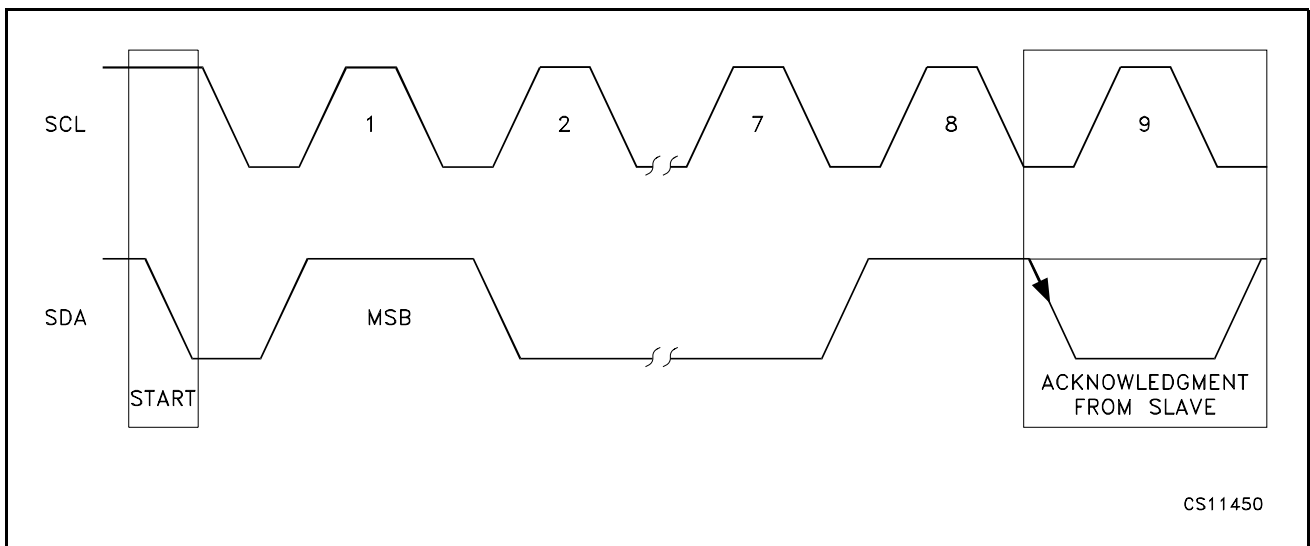 SCL
1
2
7
8
9
SDA
MSB
START
ACKNOWLEDGMENT
FROM SLAVE
CS11450